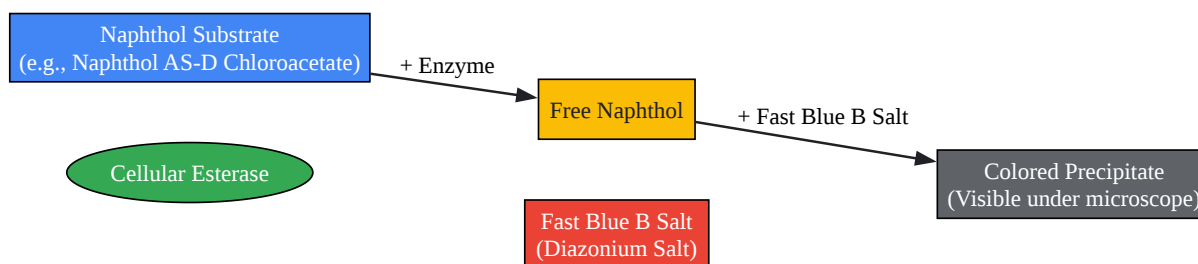 Naphthol Substrate
(e.g., Naphthol AS-D Chloroacetate)
+ Enzyme
Free Naphthol
+ Fast Blue B Salt
Cellular Esterase
Colored Precipitate
(Visible under microscope)
Fast Blue B Salt
(Diazonium Salt)